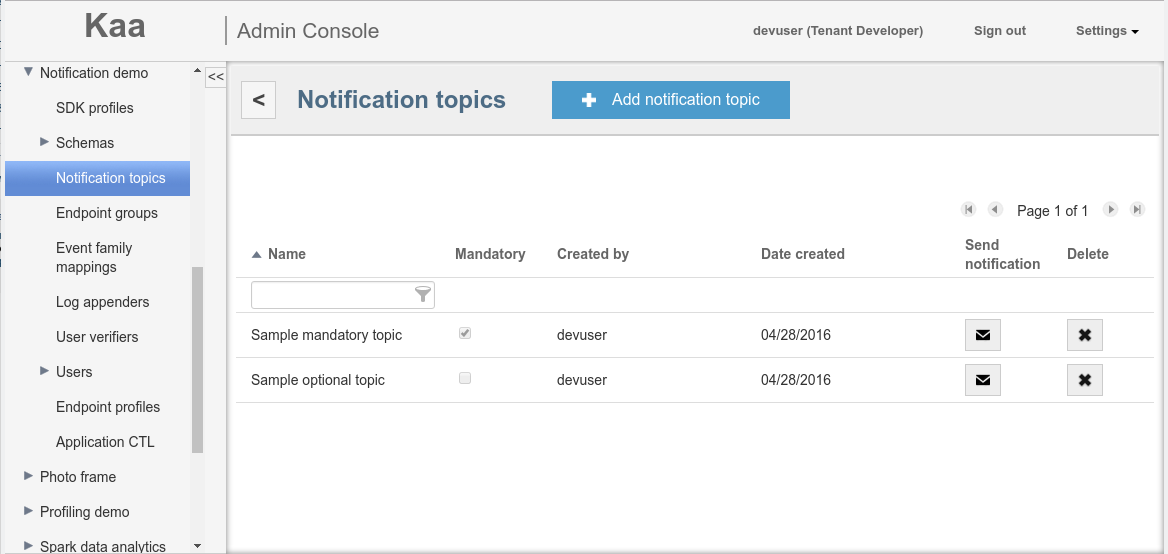 Kaa
Admin Console
devuser (Tenant Developer)
Sign out
Settings
Notification demo
SDK profiles
Schemas
Notification topics
Endpoint groups
Event family
mappings
Log appenders
User verifiers
Users
Endpoint profiles
Application CTL
Photo frame
Profiling demo
Spark data analytics
<<
<
Notification topics
Add notification topic
Page 1 of 1
Name
Mandatory
Created by
Date created
Send
notification
Delete
Sample mandatory topic
devuser
04/28/2016
Sample optional topic
devuser
04/28/2016